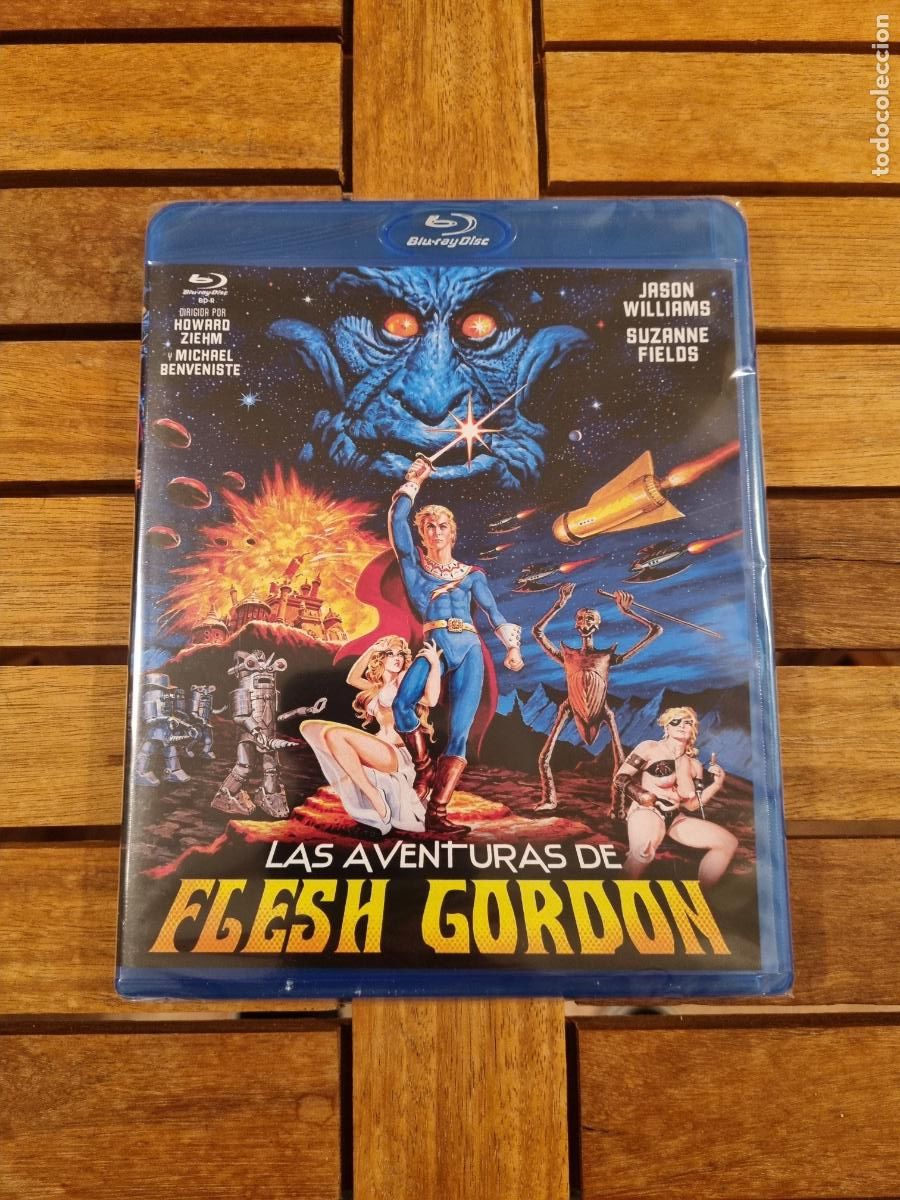 todocoleccion
Blu-ray Disc
Blu-ray Disc
BD-R
DIRIGIDA POR
HOWARD
ZIEHM
Y MICHAEL
BENVENISTE
JASON
WILLIAMS
SUZANNE
FIELDS
LAS AVENTURAS DE
FLESH GORDON